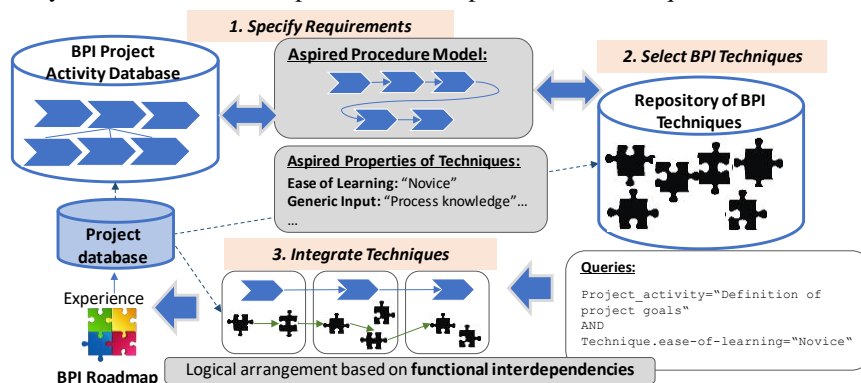 1. Specify Requirements
BPI Project
Activity Database
Aspired Procedure Model:
2. Select BPI Techniques
Repository of BPI
Techniques
Aspired Properties of Techniques:
Ease of Learning: “Novice”
Generic Input: “Process knowledge”…
…
Project
database
3. Integrate Techniques
Queries:
Project_activity=“Definition of
project goals“
AND
Technique.ease-of-learning=“Novice“
Experience
BPI Roadmap
Logical arrangement based on functional interdependencies